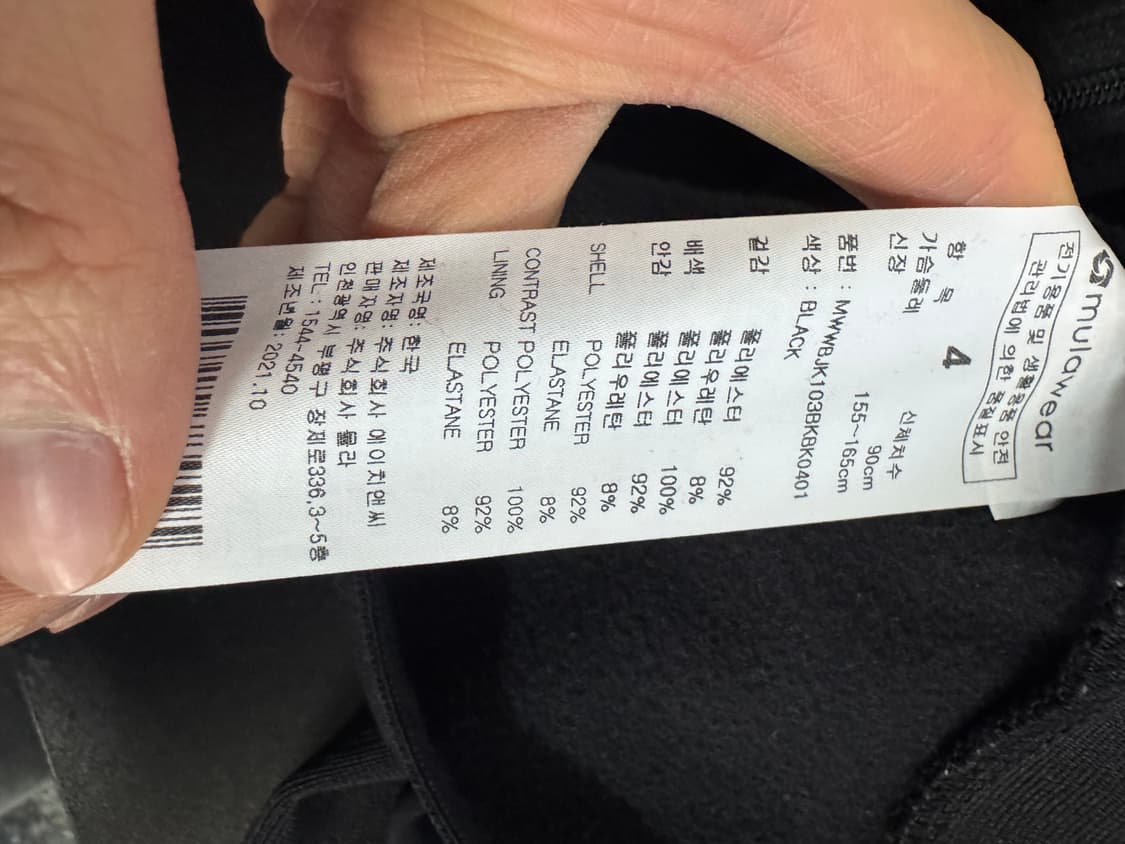 mulawear
전기용품 및 생활용품 안전
관리법에 의한 품질표시
4
항 목 신체치수
가슴둘레 90cm
신장 155~165cm
품번 : MWWBJK103BKBK0401
색상 : BLACK
겉감 폴리에스터 92%
폴리우레탄 8%
배색 폴리에스터 100%
안감 폴리에스터 92%
폴리우레탄 8%
SHELL POLYESTER 92%
ELASTANE 8%
CONTRAST POLYESTER 100%
LINING POLYESTER 92%
ELASTANE 8%
제조국명: 한국
제조자명: 주식회사 에이치앤씨
판매자명: 주식회사 뮬라
인천광역시 부평구 장제로336,3~5층
TEL : 1544-4540
제조년월: 2021.10